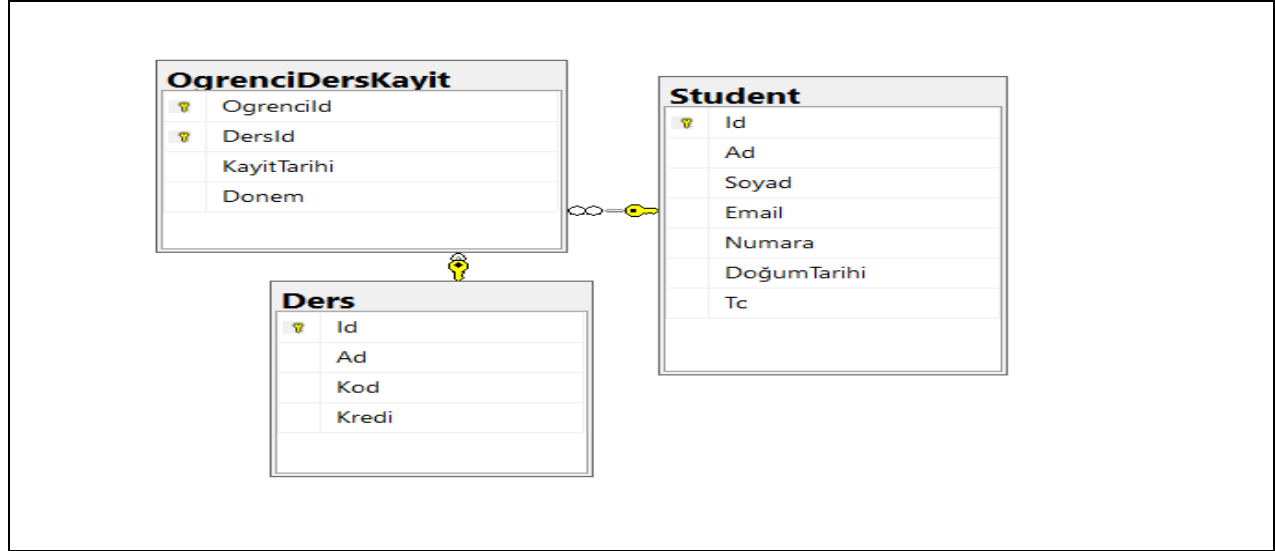 OgrenciDersKayit
OgrenciId
DersId
KayitTarihi
Donem
Student
Id
Ad
Soyad
Email
Numara
DoğumTarihi
Tc
Ders
Id
Ad
Kod
Kredi